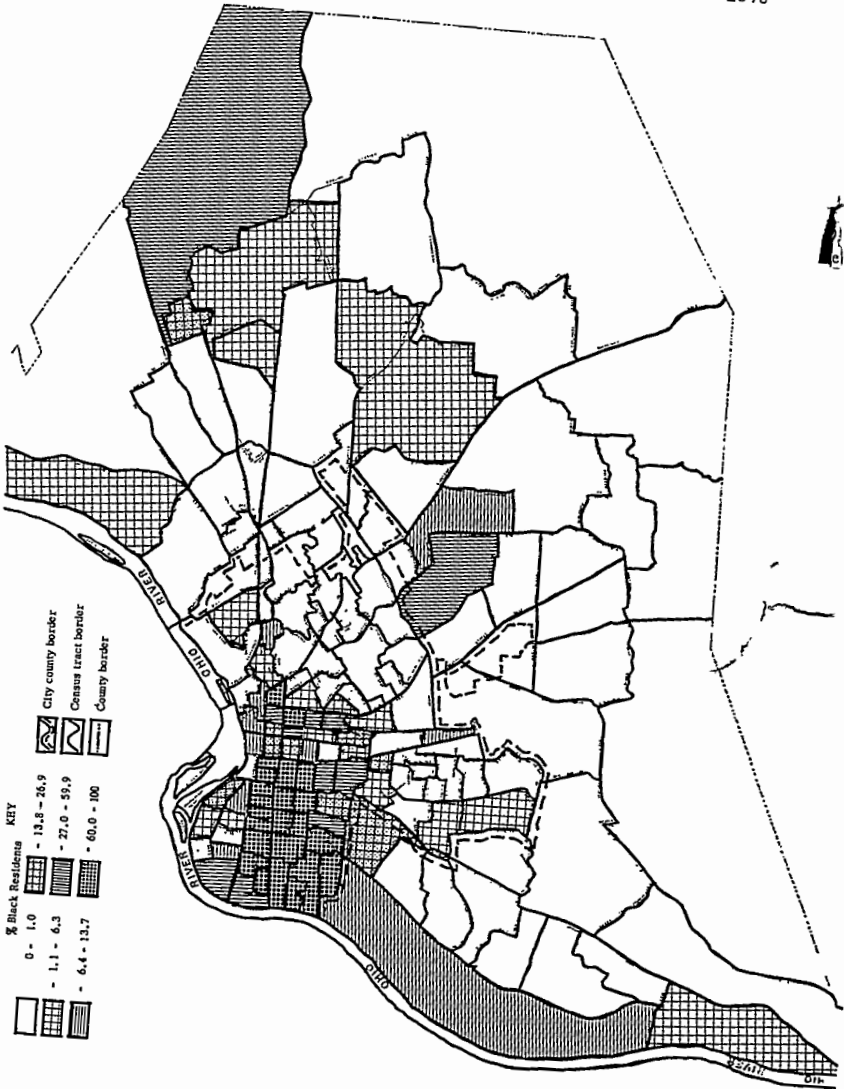 % Black Residents KEY
0 - 1.0
- 1.1 - 6.3
- 6.4 - 13.7
- 13.8 - 26.9
- 27.0 - 59.9
- 60.0 - 100
City county border
Census tract border
County border
RIVER
OHIO
RIVER
OHIO
RIVER
OHIO